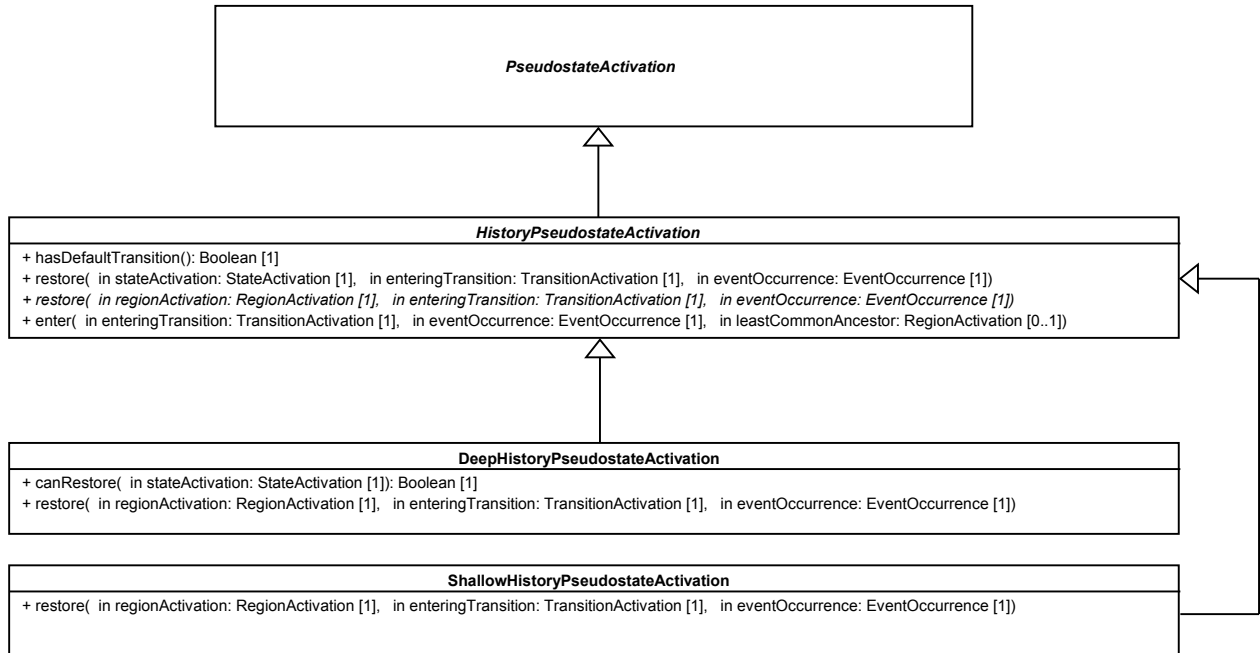 PseudostateActivation
HistoryPseudostateActivation
+ hasDefaultTransition(): Boolean [1]
+ restore( in stateActivation: StateActivation [1], in enteringTransition: TransitionActivation [1], in eventOccurrence: EventOccurrence [1])
+ restore( in regionActivation: RegionActivation [1], in enteringTransition: TransitionActivation [1], in eventOccurrence: EventOccurrence [1])
+ enter( in enteringTransition: TransitionActivation [1], in eventOccurrence: EventOccurrence [1], in leastCommonAncestor: RegionActivation [0..1])
DeepHistoryPseudostateActivation
+ canRestore( in stateActivation: StateActivation [1]): Boolean [1]
+ restore( in regionActivation: RegionActivation [1], in enteringTransition: TransitionActivation [1], in eventOccurrence: EventOccurrence [1])
ShallowHistoryPseudostateActivation
+ restore( in regionActivation: RegionActivation [1], in enteringTransition: TransitionActivation [1], in eventOccurrence: EventOccurrence [1])